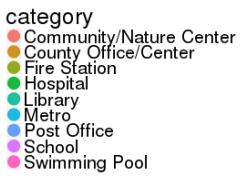 category
Community/Nature Center
County Office/Center
Fire Station
Hospital
Library
Metro
Post Office
School
Swimming Pool